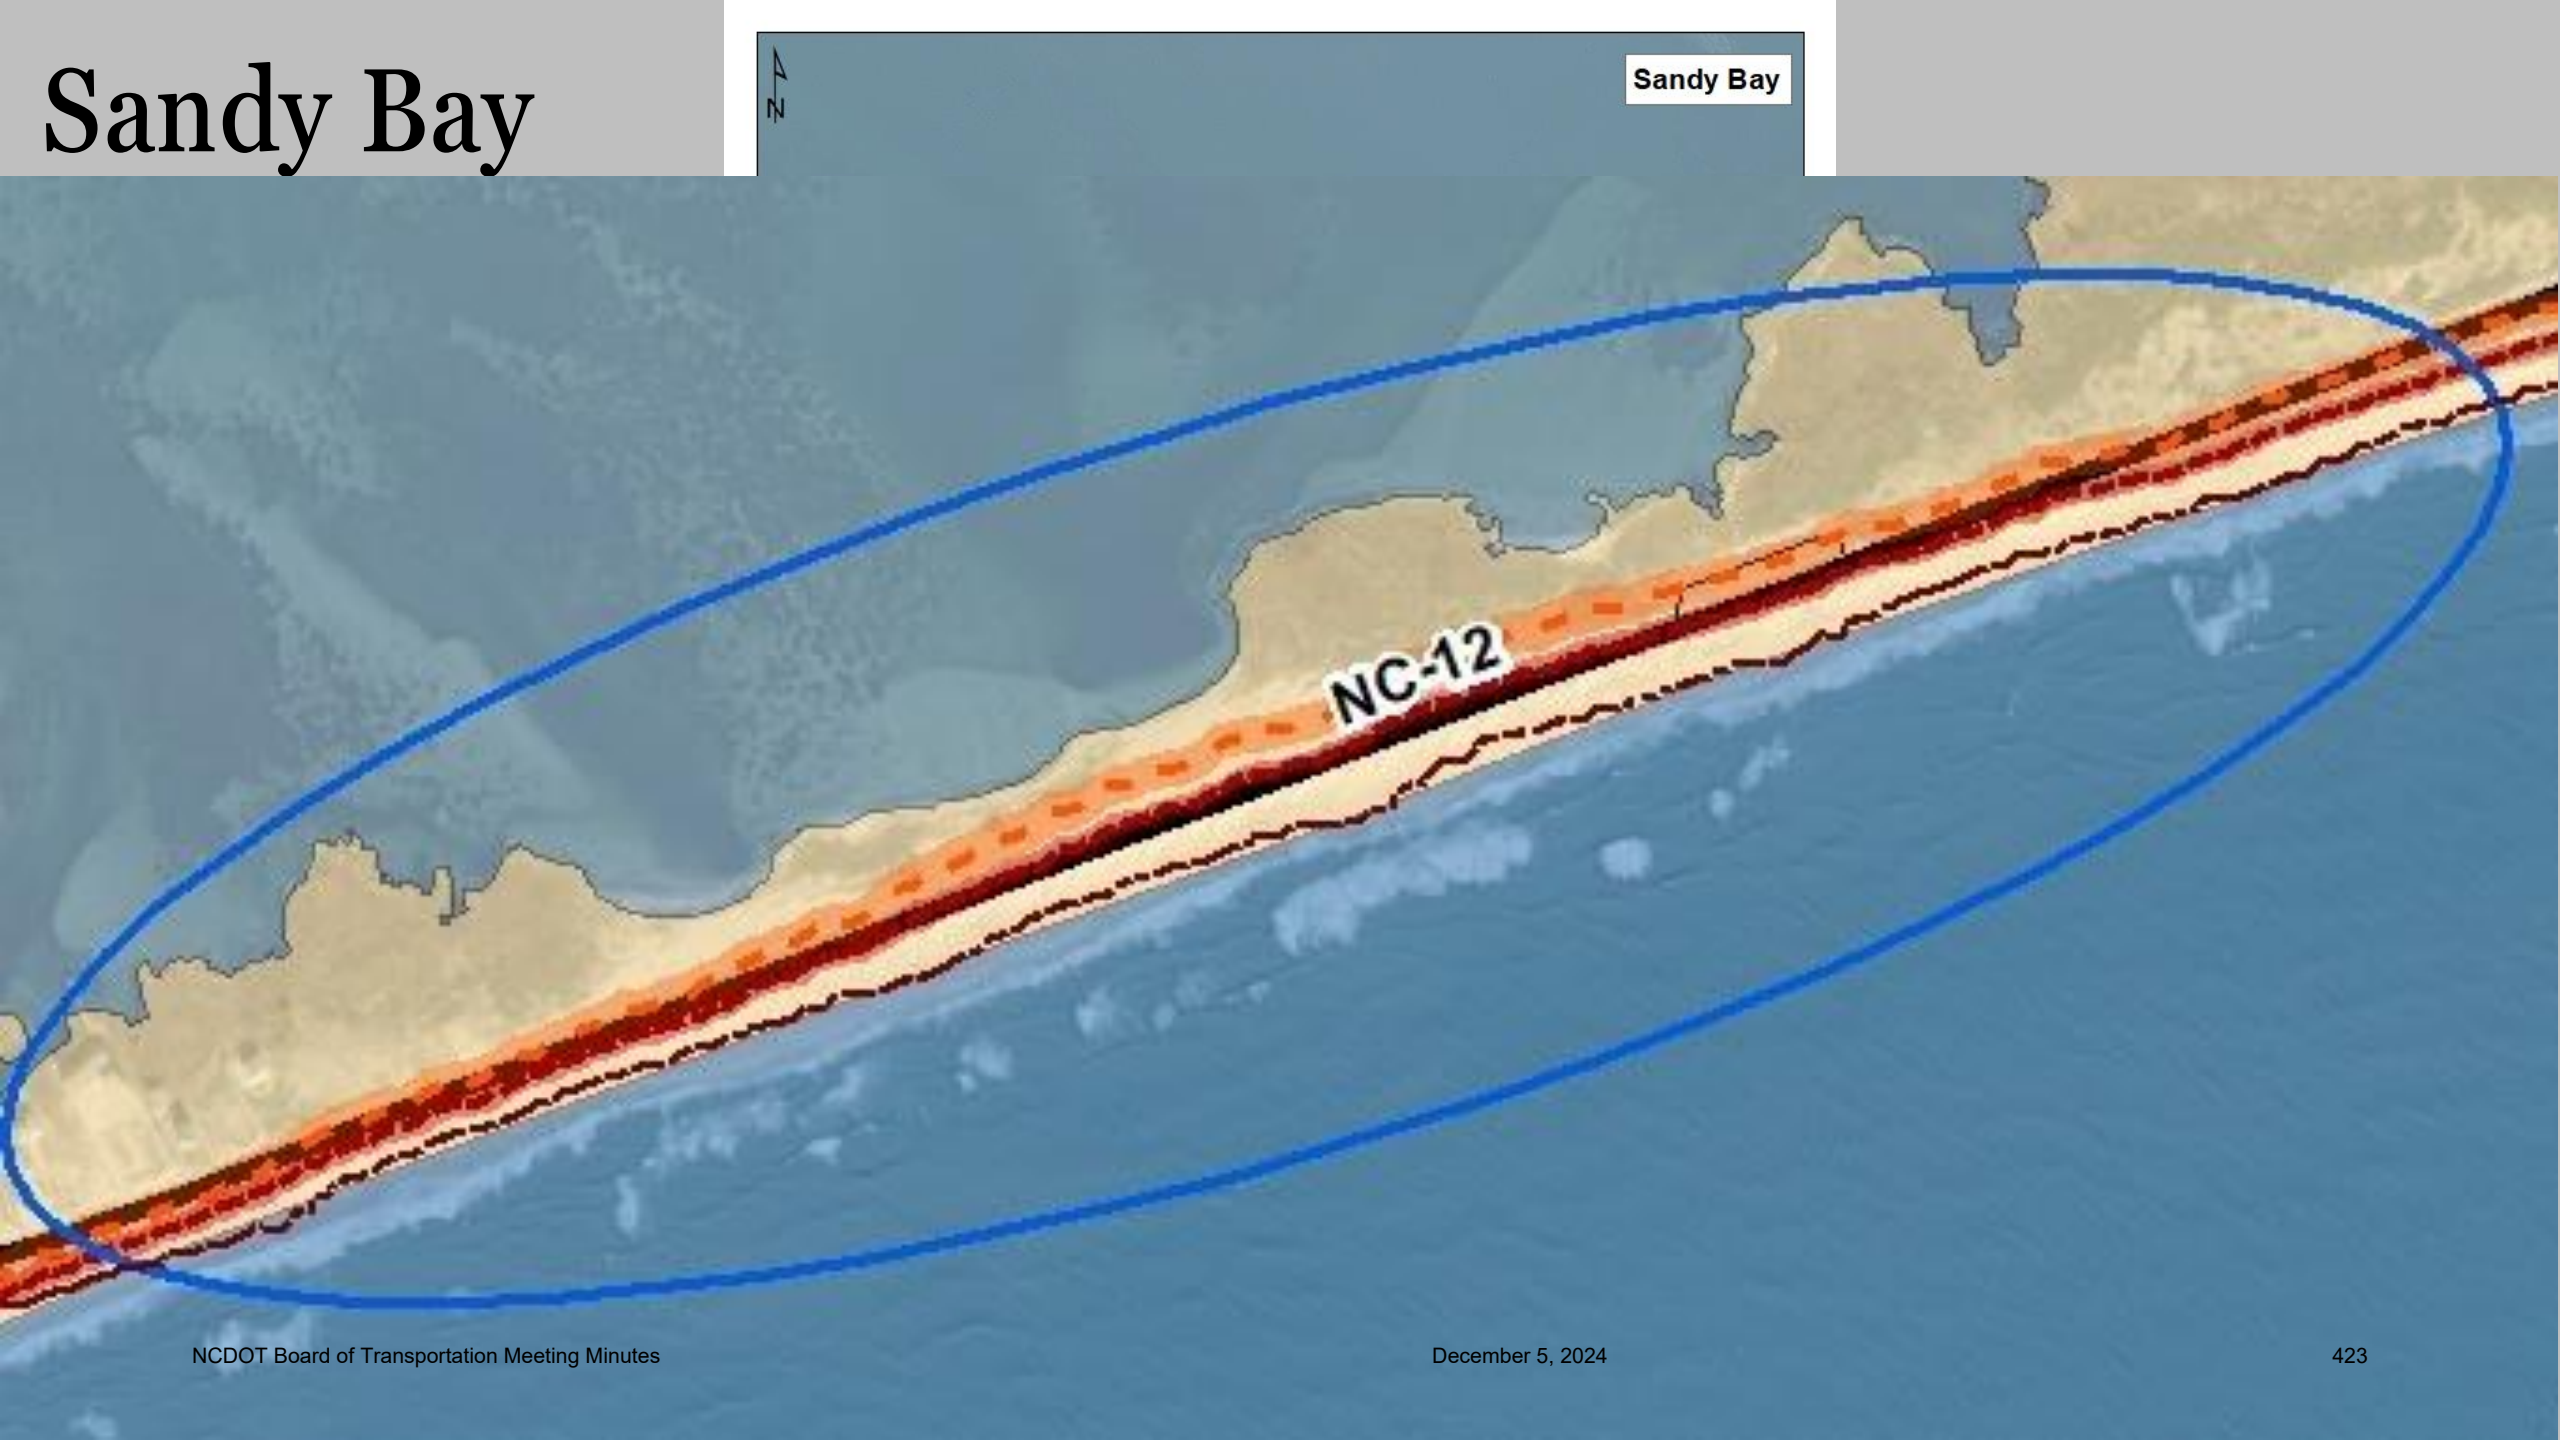 Sandy Bay
N
Sandy Bay
NC-12
NCDOT Board of Transportation Meeting Minutes
December 5, 2024
423